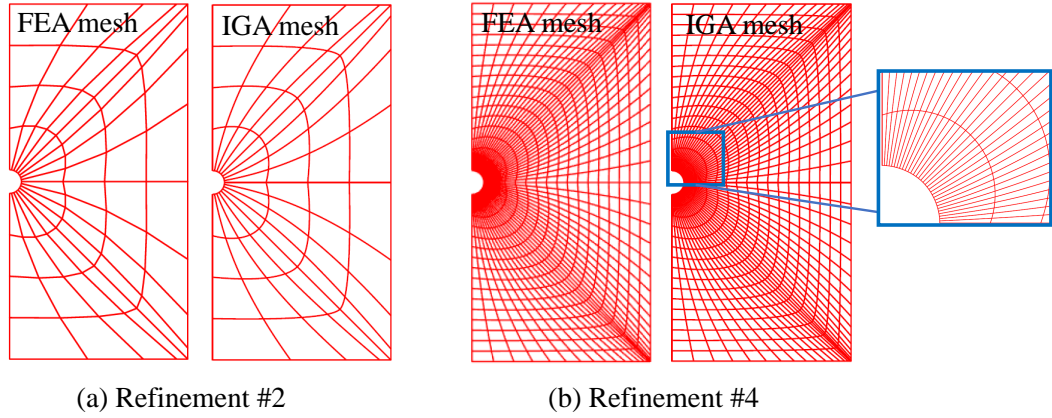 FEA mesh
IGA mesh
FEA mesh
IGA mesh
(a) Refinement #2
(b) Refinement #4